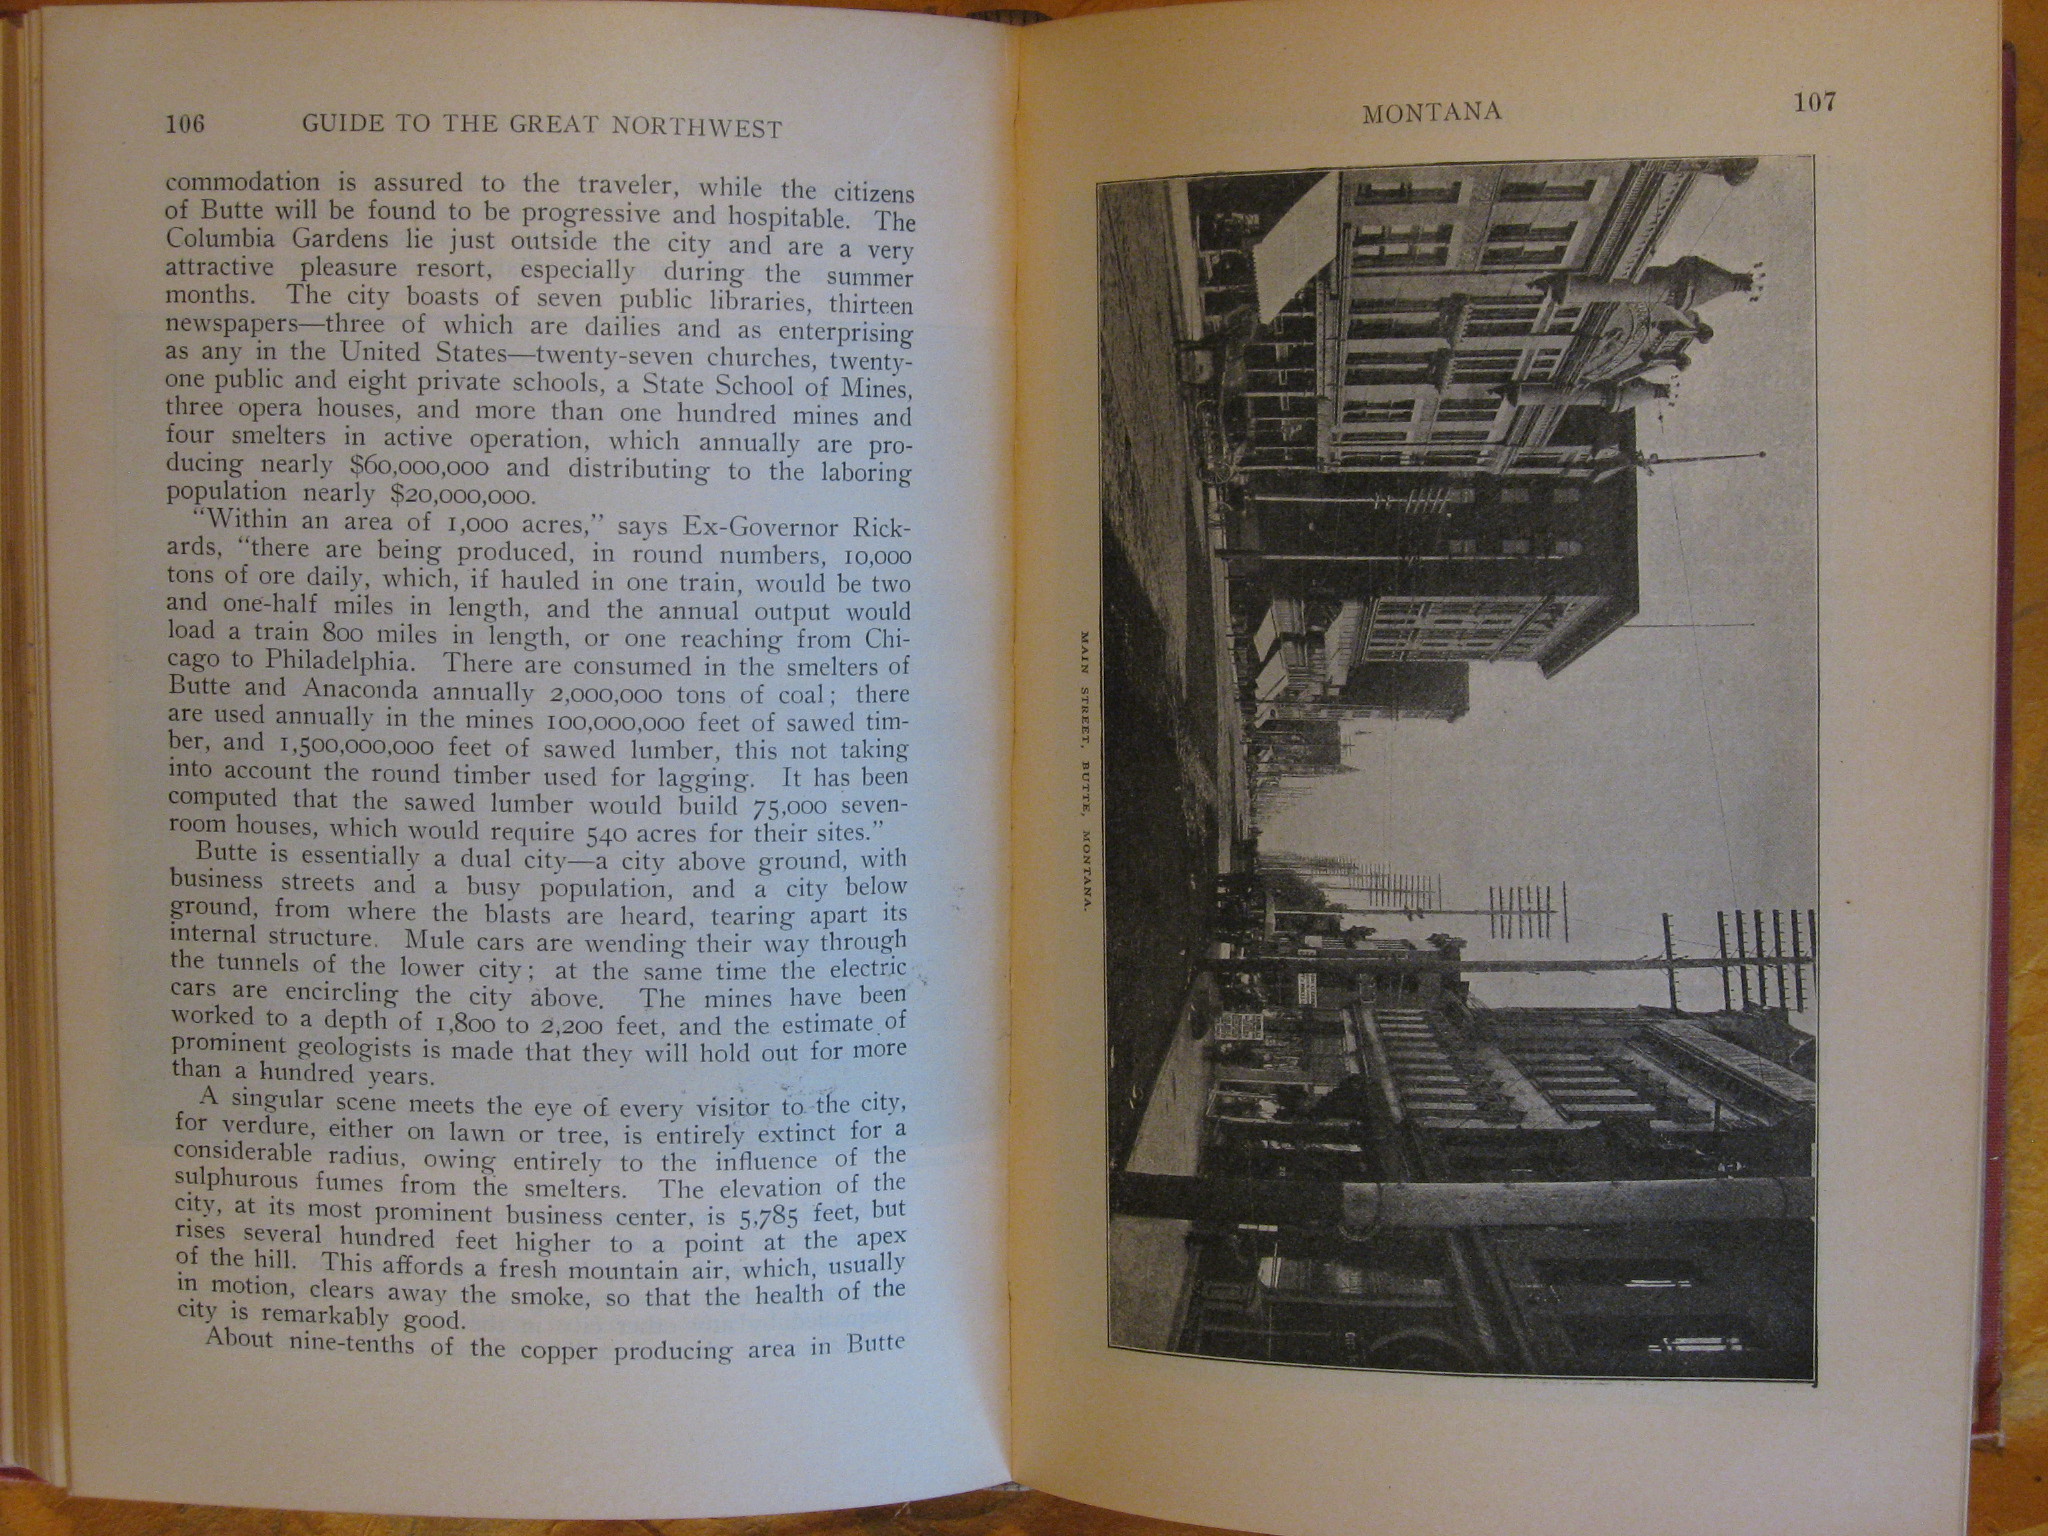 106 GUIDE TO THE GREAT NORTHWEST
commodation is assured to the traveler, while the citizens
of Butte will be found to be progressive and hospitable. The
Columbia Gardens lie just outside the city and are a very
attractive pleasure resort, especially during the summer
months. The city boasts of seven public libraries, thirteen
newspapers—three of which are dailies and as enterprising
as any in the United States—twenty-seven churches, twenty-
one public and eight private schools, a State School of Mines,
three opera houses, and more than one hundred mines and
four smelters in active operation, which annually are pro-
ducing nearly $60,000,000 and distributing to the laboring
population nearly $20,000,000.
"Within an area of 1,000 acres," says Ex-Governor Rick-
ards, "there are being produced, in round numbers, 10,000
tons of ore daily, which, if hauled in one train, would be two
and one-half miles in length, and the annual output would
load a train 800 miles in length, or one reaching from Chi-
cago to Philadelphia. There are consumed in the smelters of
Butte and Anaconda annually 2,000,000 tons of coal; there
are used annually in the mines 100,000,000 feet of sawed tim-
ber, and 1,500,000,000 feet of sawed lumber, this not taking
into account the round timber used for lagging. It has been
computed that the sawed lumber would build 75,000 seven-
room houses, which would require 540 acres for their sites."
Butte is essentially a dual city—a city above ground, with
business streets and a busy population, and a city below
ground, from where the blasts are heard, tearing apart its
internal structure. Mule cars are wending their way through
the tunnels of the lower city; at the same time the electric
cars are encircling the city above. The mines have been
worked to a depth of 1,800 to 2,200 feet, and the estimate of
prominent geologists is made that they will hold out for more
than a hundred years.
A singular scene meets the eye of every visitor to the city,
for verdure, either on lawn or tree, is entirely extinct for a
considerable radius, owing entirely to the influence of the
sulphurous fumes from the smelters. The elevation of the
city, at its most prominent business center, is 5,785 feet, but
rises several hundred feet higher to a point at the apex
of the hill. This affords a fresh mountain air, which, usually
in motion, clears away the smoke, so that the health of the
city is remarkably good.
About nine-tenths of the copper producing area in Butte
MONTANA 107
MAIN STREET, BUTTE, MONTANA.